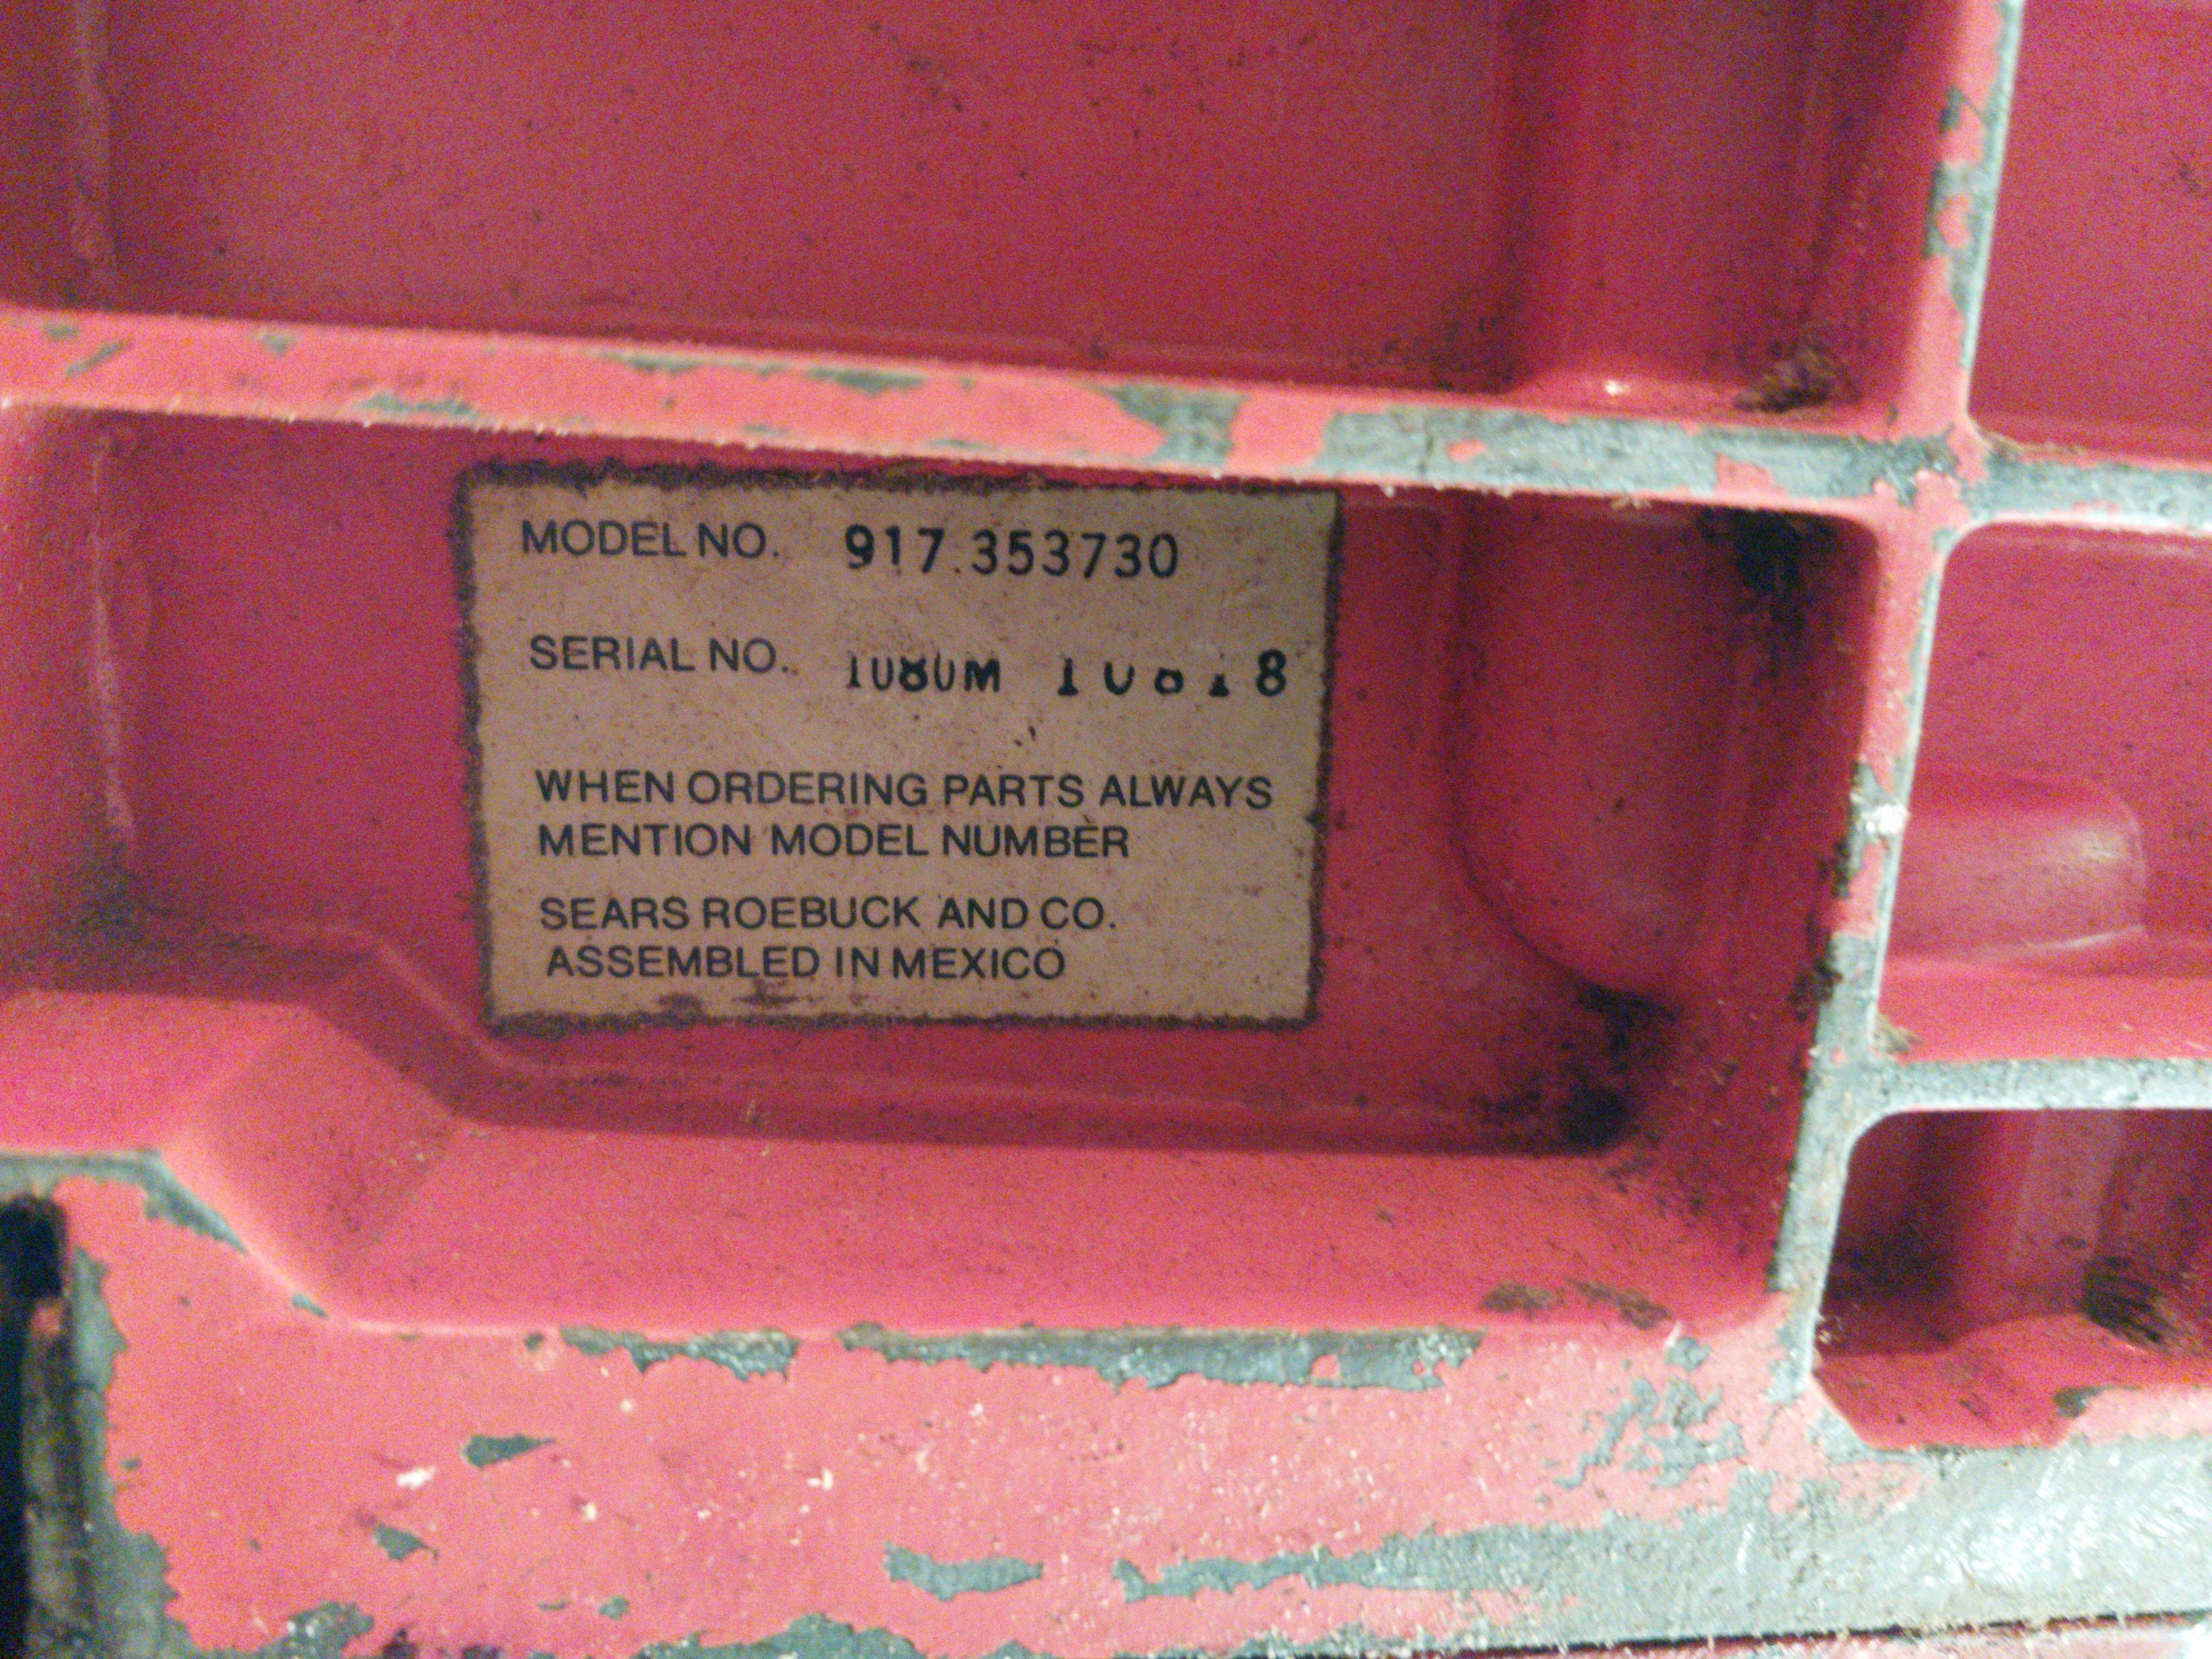 MODEL NO. 917.353730
SERIAL NO. 1080M
WHEN ORDERING PARTS ALWAYS
MENTION MODEL NUMBER
SEARS ROEBUCK AND CO.
ASSEMBLED IN MEXICO